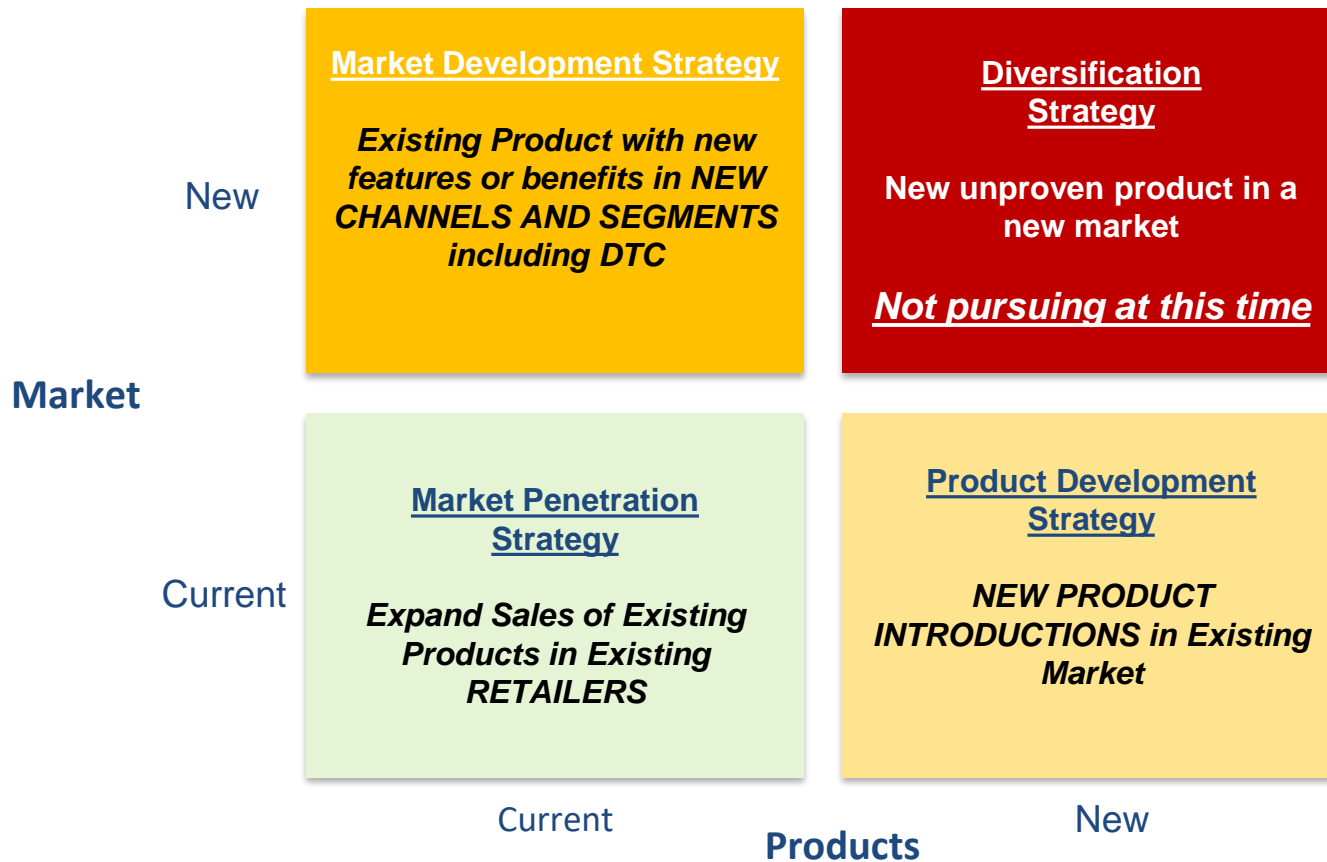 Market Development Strategy
Existing Product with new
features or benefits in NEW
CHANNELS AND SEGMENTS
including DTC
Diversification
Strategy
New unproven product in a
new market
Not pursuing at this time
New
Market
Market Penetration
Strategy
Expand Sales of Existing
Products in Existing
RETAILERS
Product Development
Strategy
NEW PRODUCT
INTRODUCTIONS in Existing
Market
Current
Current
New
Products